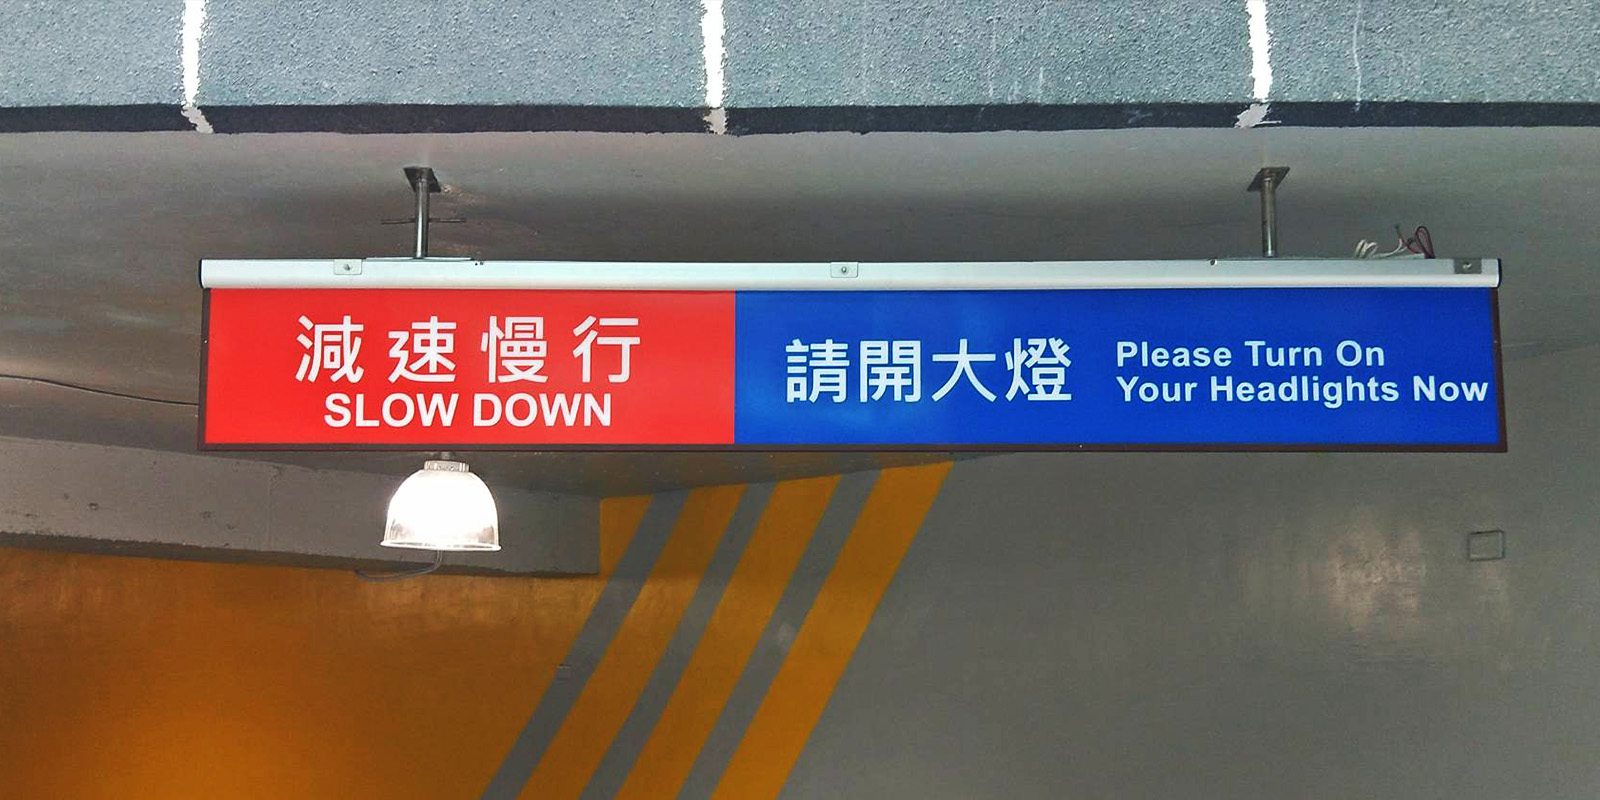 減速慢行
SLOW DOWN
請開大燈
Please Turn On
Your Headlights Now